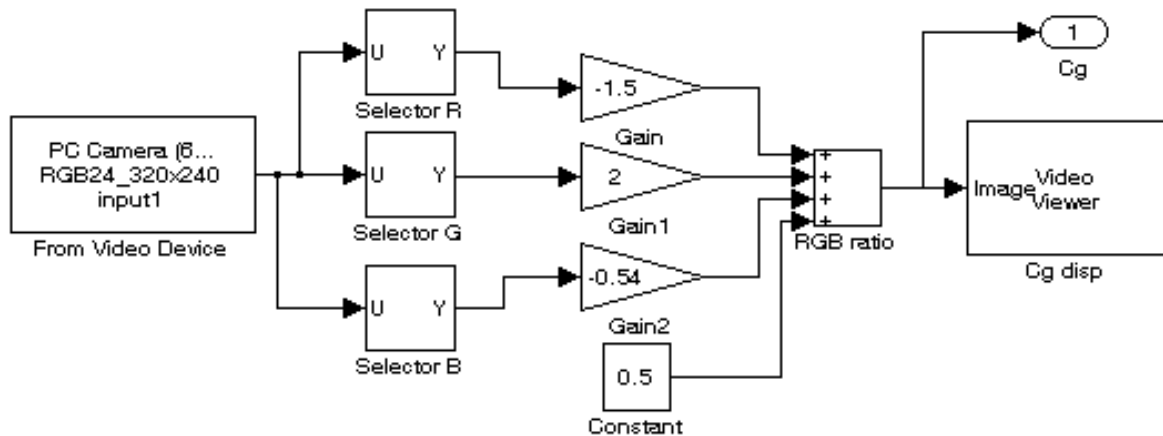 PC Camera (6...
RGB24_320x240
input1
From Video Device
U Y
Selector R
U Y
Selector G
U Y
Selector B
-1.5
Gain
2
Gain1
-0.54
Gain2
0.5
Constant
+
+
+
+
RGB ratio
1
Cg
Image
Video
Viewer
Cg disp